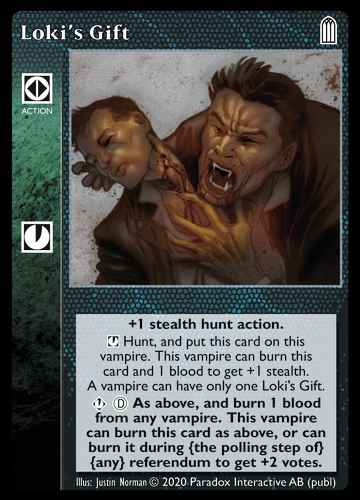 Loki's Gift
ACTION
+1 stealth hunt action.
Hunt, and put this card on this
vampire. This vampire can burn this
card and 1 blood to get +1 stealth.
A vampire can have only one Loki's Gift.
D As above, and burn 1 blood
from any vampire. This vampire
can burn this card as above, or can
burn it during {the polling step of}
{any} referendum to get +2 votes.
Illus: Justin Norman © 2020 Paradox Interactive AB (publ)